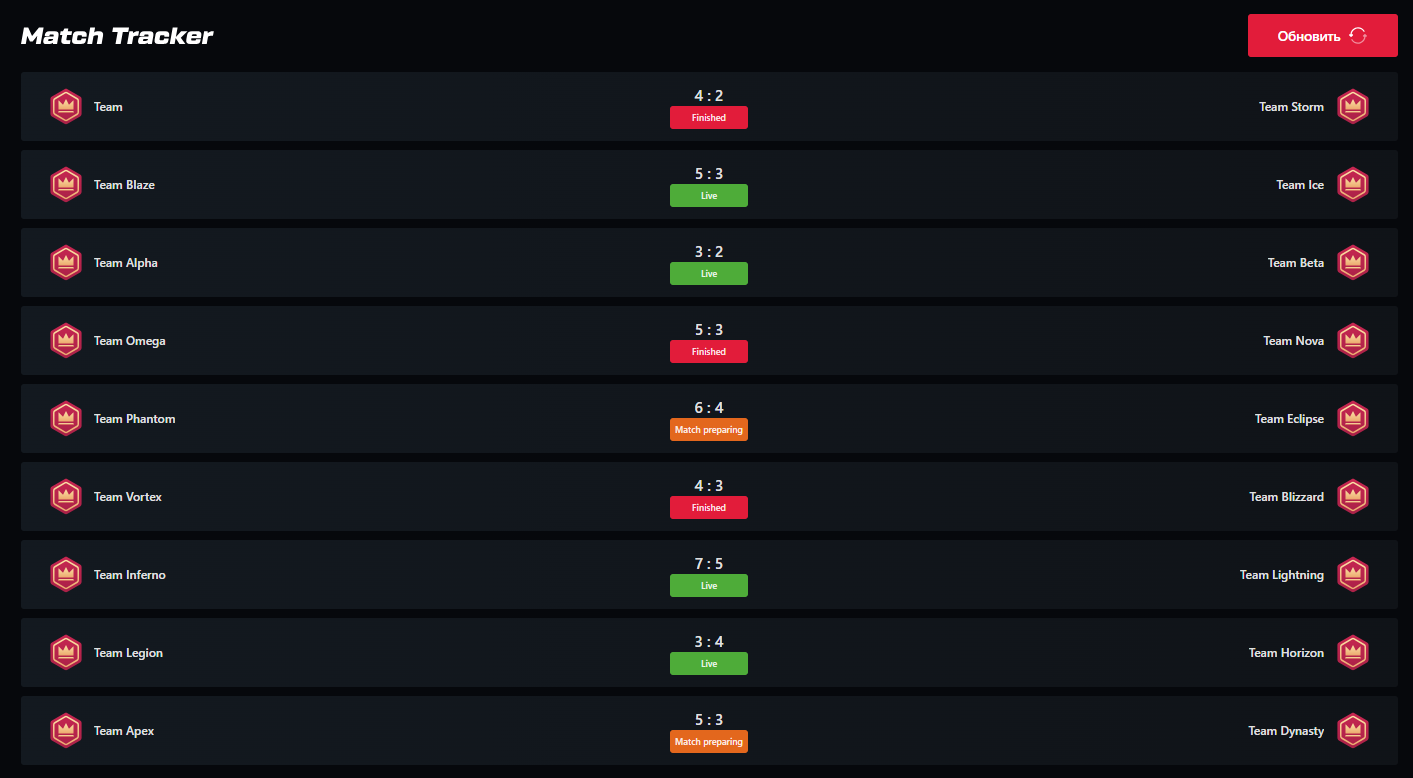 Match Tracker
Обновить
Team
4 : 2
Finished
Team Storm
Team Blaze
5 : 3
Live
Team Ice
Team Alpha
3 : 2
Live
Team Beta
Team Omega
5 : 3
Finished
Team Nova
Team Phantom
6 : 4
Match preparing
Team Eclipse
Team Vortex
4 : 3
Finished
Team Blizzard
Team Inferno
7 : 5
Live
Team Lightning
Team Legion
3 : 4
Live
Team Horizon
Team Apex
5 : 3
Match preparing
Team Dynasty